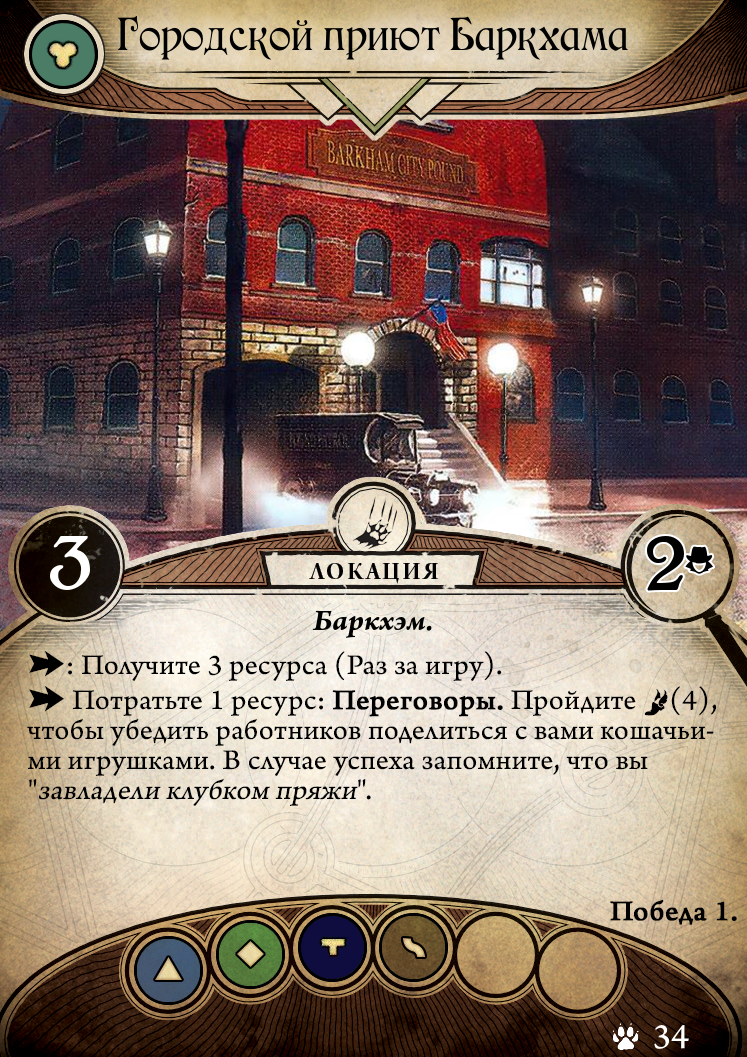 Городской приют Баркхама
BARKHAM CITY POUND
3
ЛОКАЦИЯ
2
Баркхэм.
: Получите 3 ресурса (Раз за игру).
Потратьте 1 ресурс: Переговоры. Пройдите (4),
чтобы убедить работников поделиться с вами кошачьи-
ми игрушками. В случае успеха запомните, что вы
"завладели клубком пряжи".
Победа 1.
34